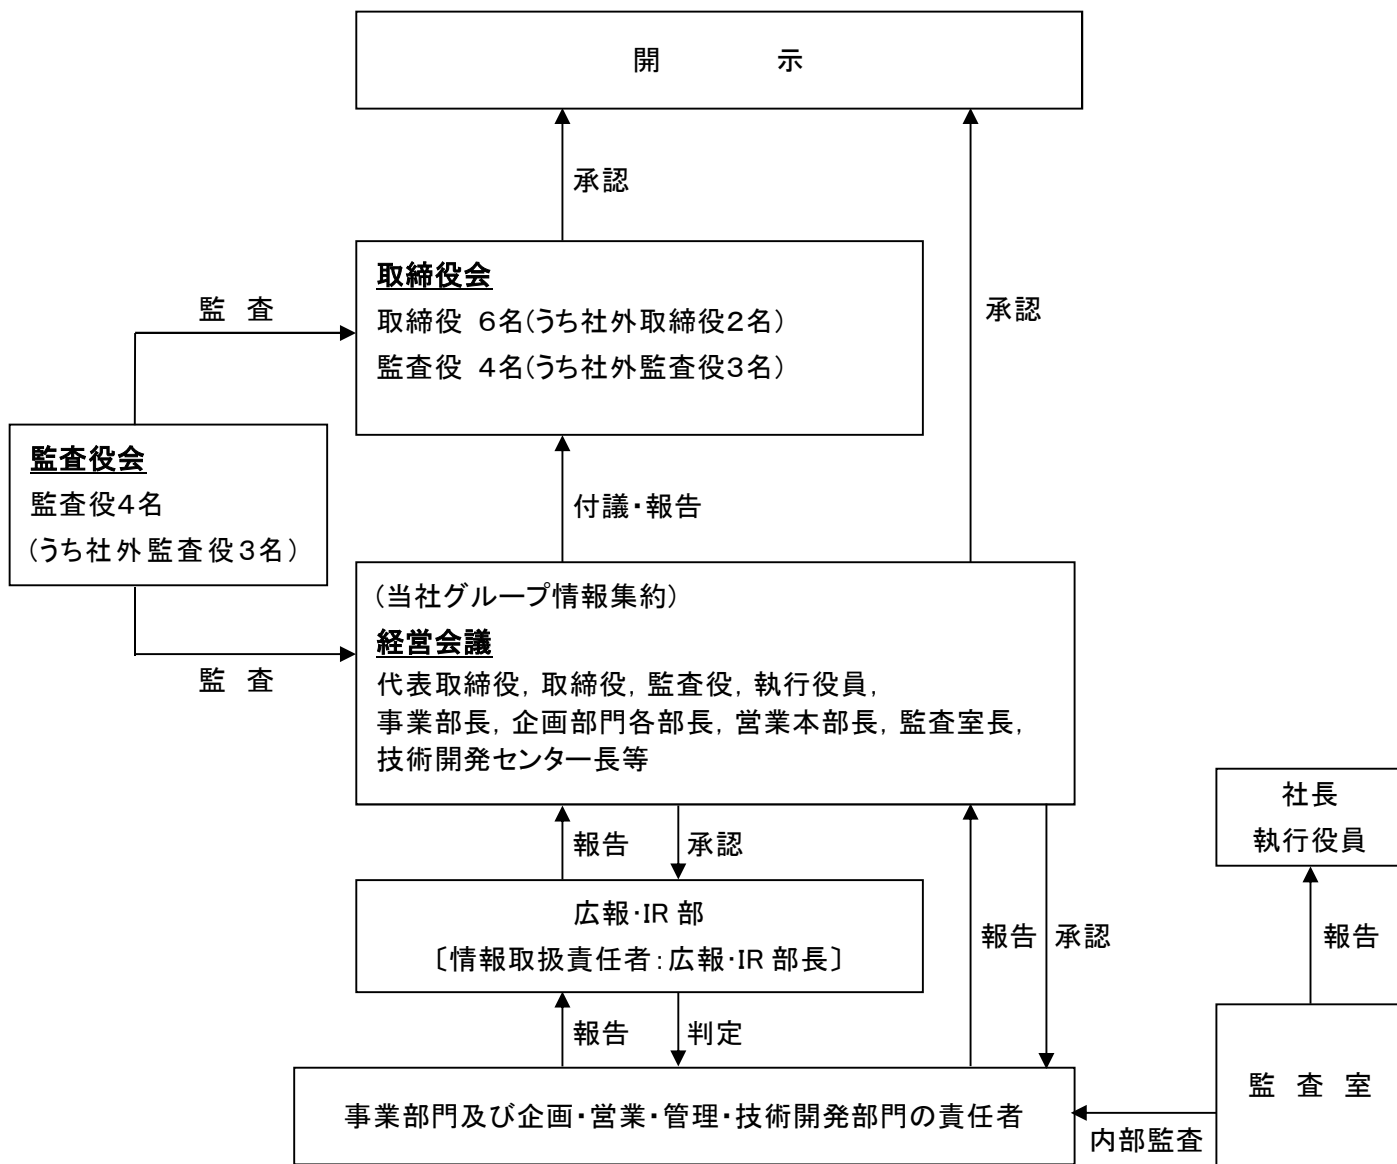 開 示
承認
取締役会
取締役 6名(うち社外取締役2名)
監査役 4名(うち社外監査役3名)
監 査
承認
監査役会
監査役4名
(うち社外監査役3名)
付議・報告
(当社グループ情報集約)
経営会議
代表取締役, 取締役, 監査役, 執行役員,
事業部長, 企画部門各部長, 営業本部長, 監査室長,
技術開発センター長等
監 査
報告
承認
社長
執行役員
広報・IR 部
〔情報取扱責任者：広報・IR 部長〕
報告
承認
報告
報告
判定
事業部門及び企画・営業・管理・技術開発部門の責任者
監 査 室
内部監査